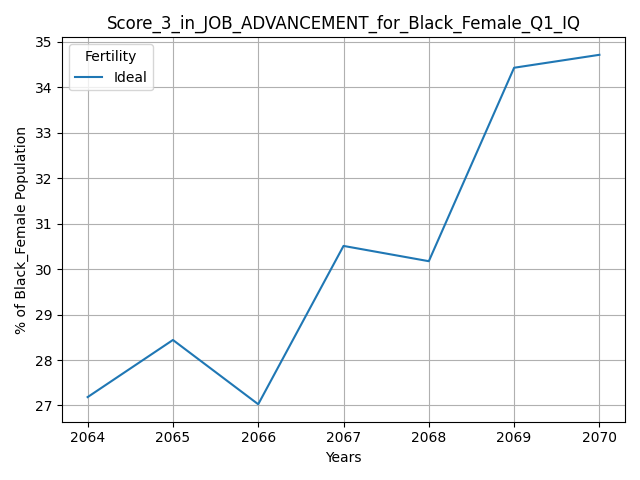 Score_3_in_JOB_ADVANCEMENT_for_Black_Female_Q1_IQ
Fertility
Ideal
% of Black_Female Population
35
34
33
32
31
30
29
28
27
2064 2065 2066 2067 2068 2069 2070
Years